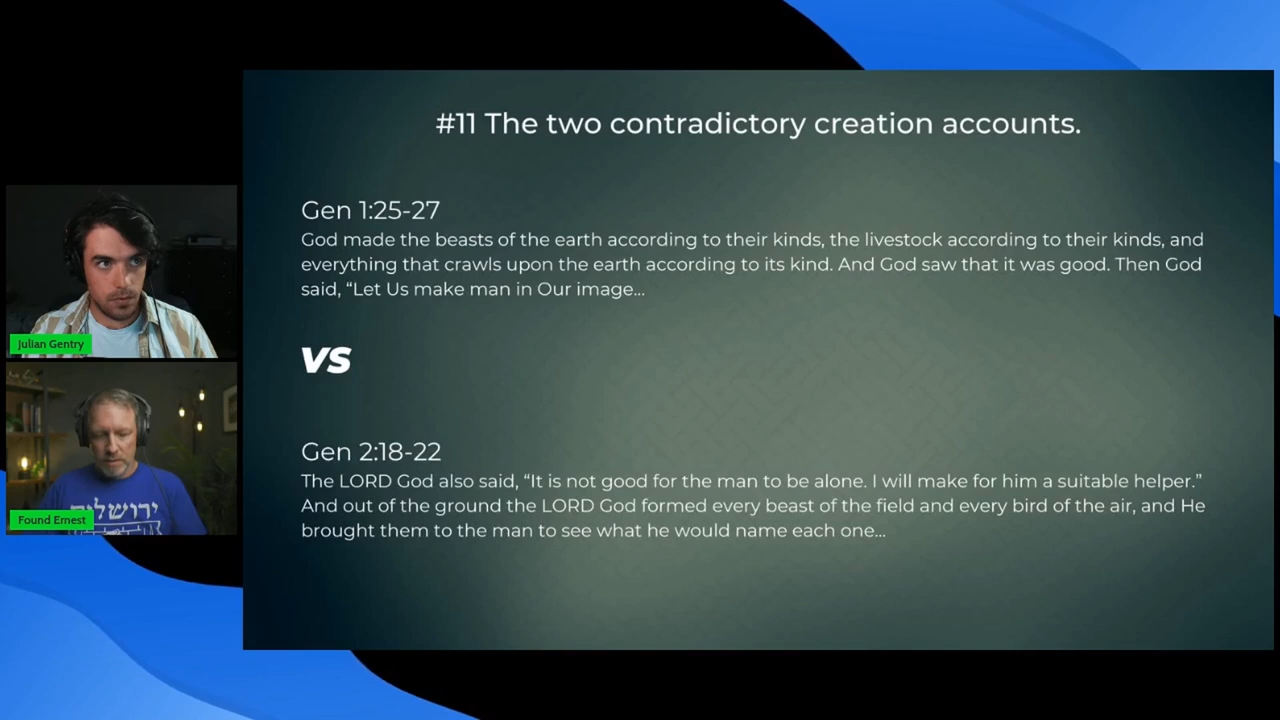 #11 The two contradictory creation accounts.
Gen 1:25-27
God made the beasts of the earth according to their kinds, the livestock according to their kinds, and
everything that crawls upon the earth according to its kind. And God saw that it was good. Then God
said, “Let Us make man in Our image...
VS
Gen 2:18-22
The LORD God also said, “It is not good for the man to be alone. I will make for him a suitable helper.”
And out of the ground the LORD God formed every beast of the field and every bird of the air, and He
brought them to the man to see what he would name each one...
Julian Gentry
ירושלים
Found Ernest